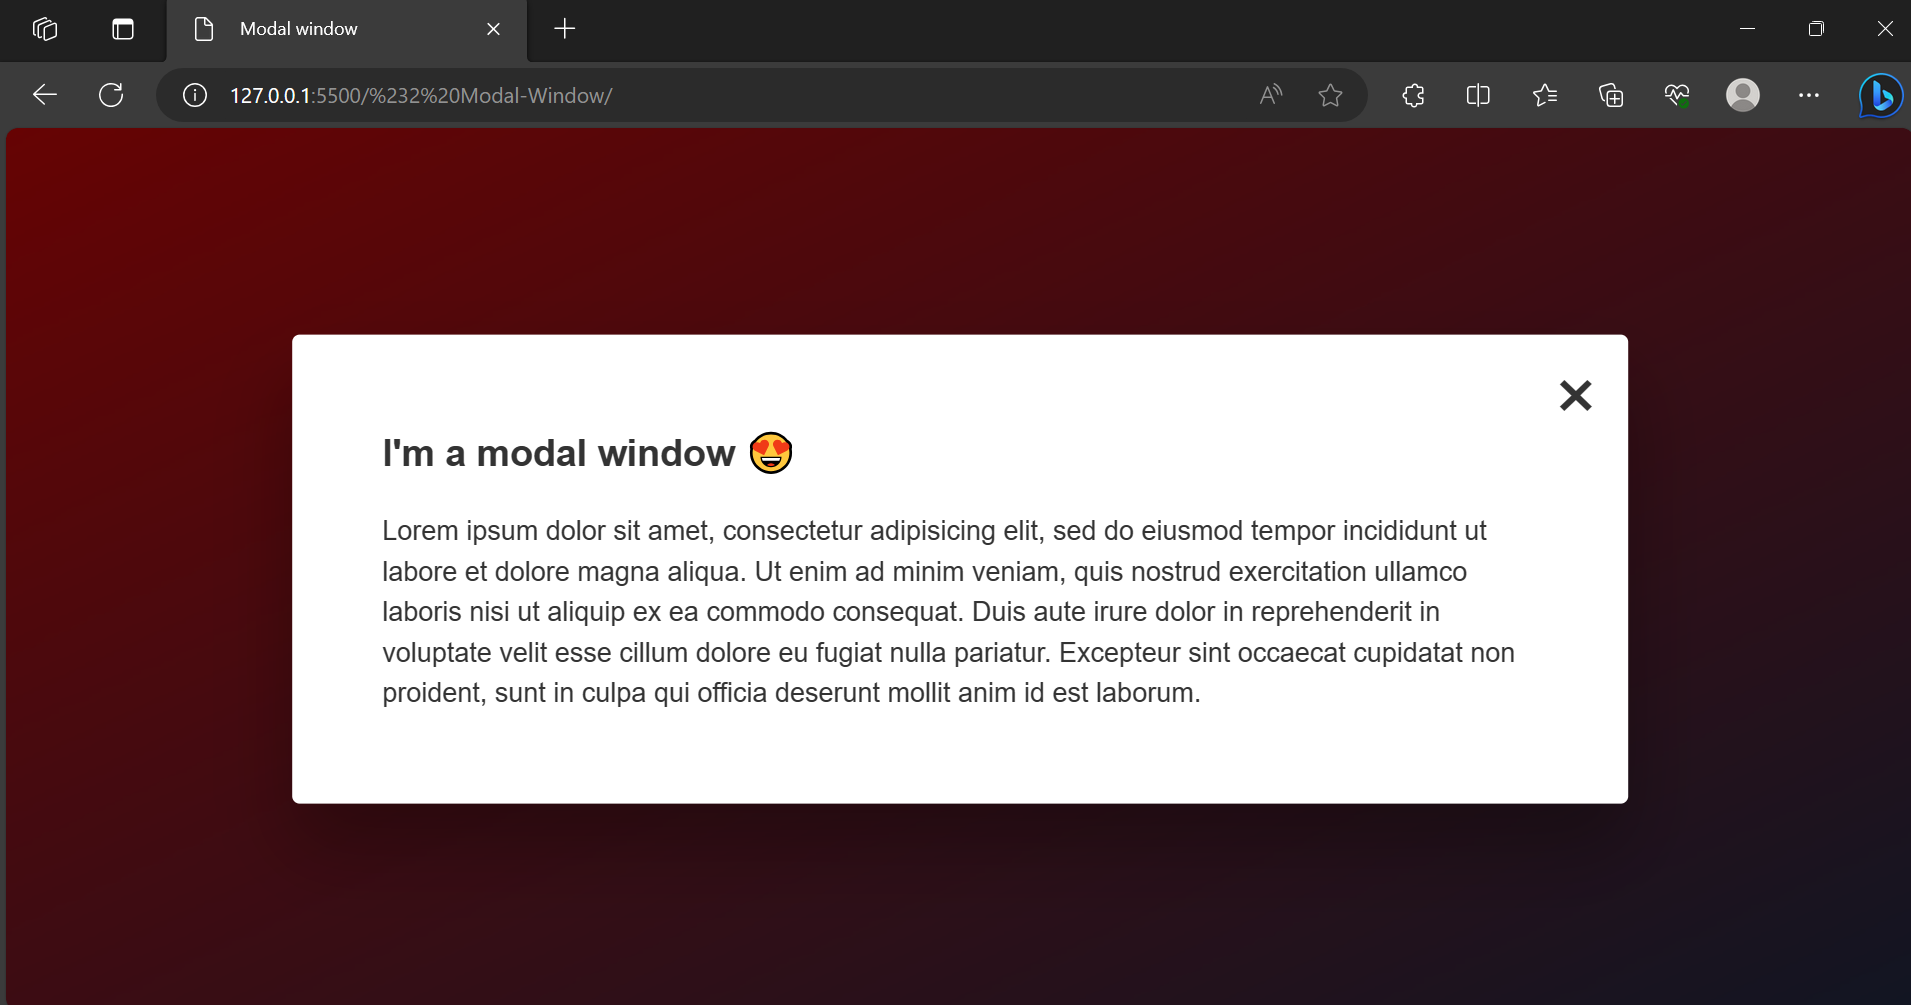 Modal window
127.0.0.1:5500/%232%20Modal-Window/
I'm a modal window 😍
Lorem ipsum dolor sit amet, consectetur adipisicing elit, sed do eiusmod tempor incididunt ut
labore et dolore magna aliqua. Ut enim ad minim veniam, quis nostrud exercitation ullamco
laboris nisi ut aliquip ex ea commodo consequat. Duis aute irure dolor in reprehenderit in
voluptate velit esse cillum dolore eu fugiat nulla pariatur. Excepteur sint occaecat cupidatat non
proident, sunt in culpa qui officia deserunt mollit anim id est laborum.